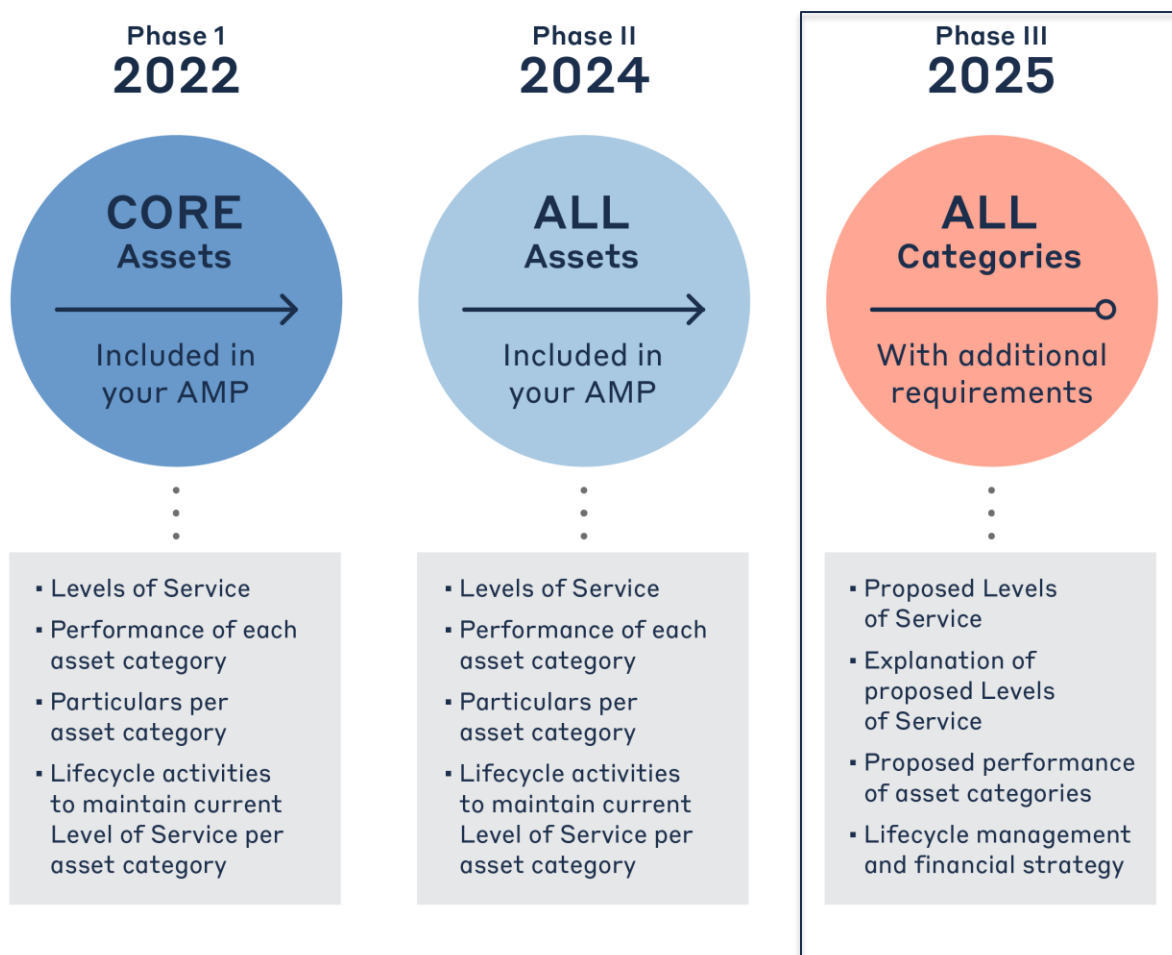 Phase 1
2022
CORE
Assets
Included in
your AMP
▪ Levels of Service
▪ Performance of each
asset category
▪ Particulars per
asset category
▪ Lifecycle activities
to maintain current
Level of Service per
asset category
Phase II
2024
ALL
Assets
Included in
your AMP
▪ Levels of Service
▪ Performance of each
asset category
▪ Particulars per
asset category
▪ Lifecycle activities
to maintain current
Level of Service per
asset category
Phase III
2025
ALL
Categories
With additional
requirements
▪ Proposed Levels
of Service
▪ Explanation of
proposed Levels
of Service
▪ Proposed performance
of asset categories
▪ Lifecycle management
and financial strategy